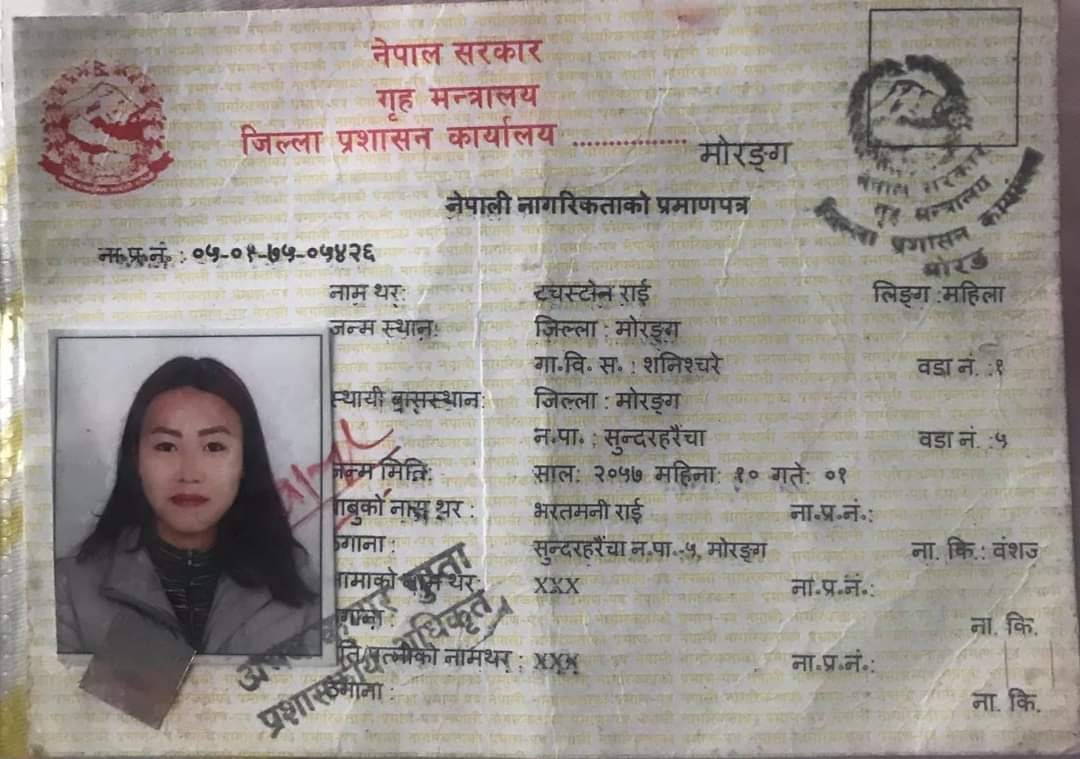 नेपाल सरकार
गृह मन्त्रालय
जिल्ला प्रशासन कार्यालय ................ मोरङ्ग
नेपाल सरकार
गृह मन्त्रालय
जिल्ला प्रशासन कार्यालय
मोरङ
नेपाली नागरिकताको प्रमाणपत्र
ना.प्र.नं. : ०५-०१-७५-०५४२६
नाम थर: टचस्टोन राई लिङ्ग :महिला
जन्म स्थान: जिल्ला : मोरङ्ग
गा.वि. स. : शनिश्चरे वडा नं. :१
स्थायी बासस्थान: जिल्ला : मोरङ्ग
न.पा. : सुन्दरहरैंचा वडा नं. :५
जन्म मिति: साल: २०५७ महिना: १० गते: ०१
बाबुको नाम थर : भरतमनी राई ना.प्र.नं.:
ठेगाना : सुन्दरहरैंचा न.पा.-५, मोरङ्ग ना. कि.: वंशज
आमाको नाम थर: XXX ना.प्र.नं.:
ठेगाना : ना. कि.
पति/पत्नीको नामथर : XXX ना.प्र.नं.:
ठेगाना : ना. कि.
गुप्ता
प्रशासकीय अधिकृत